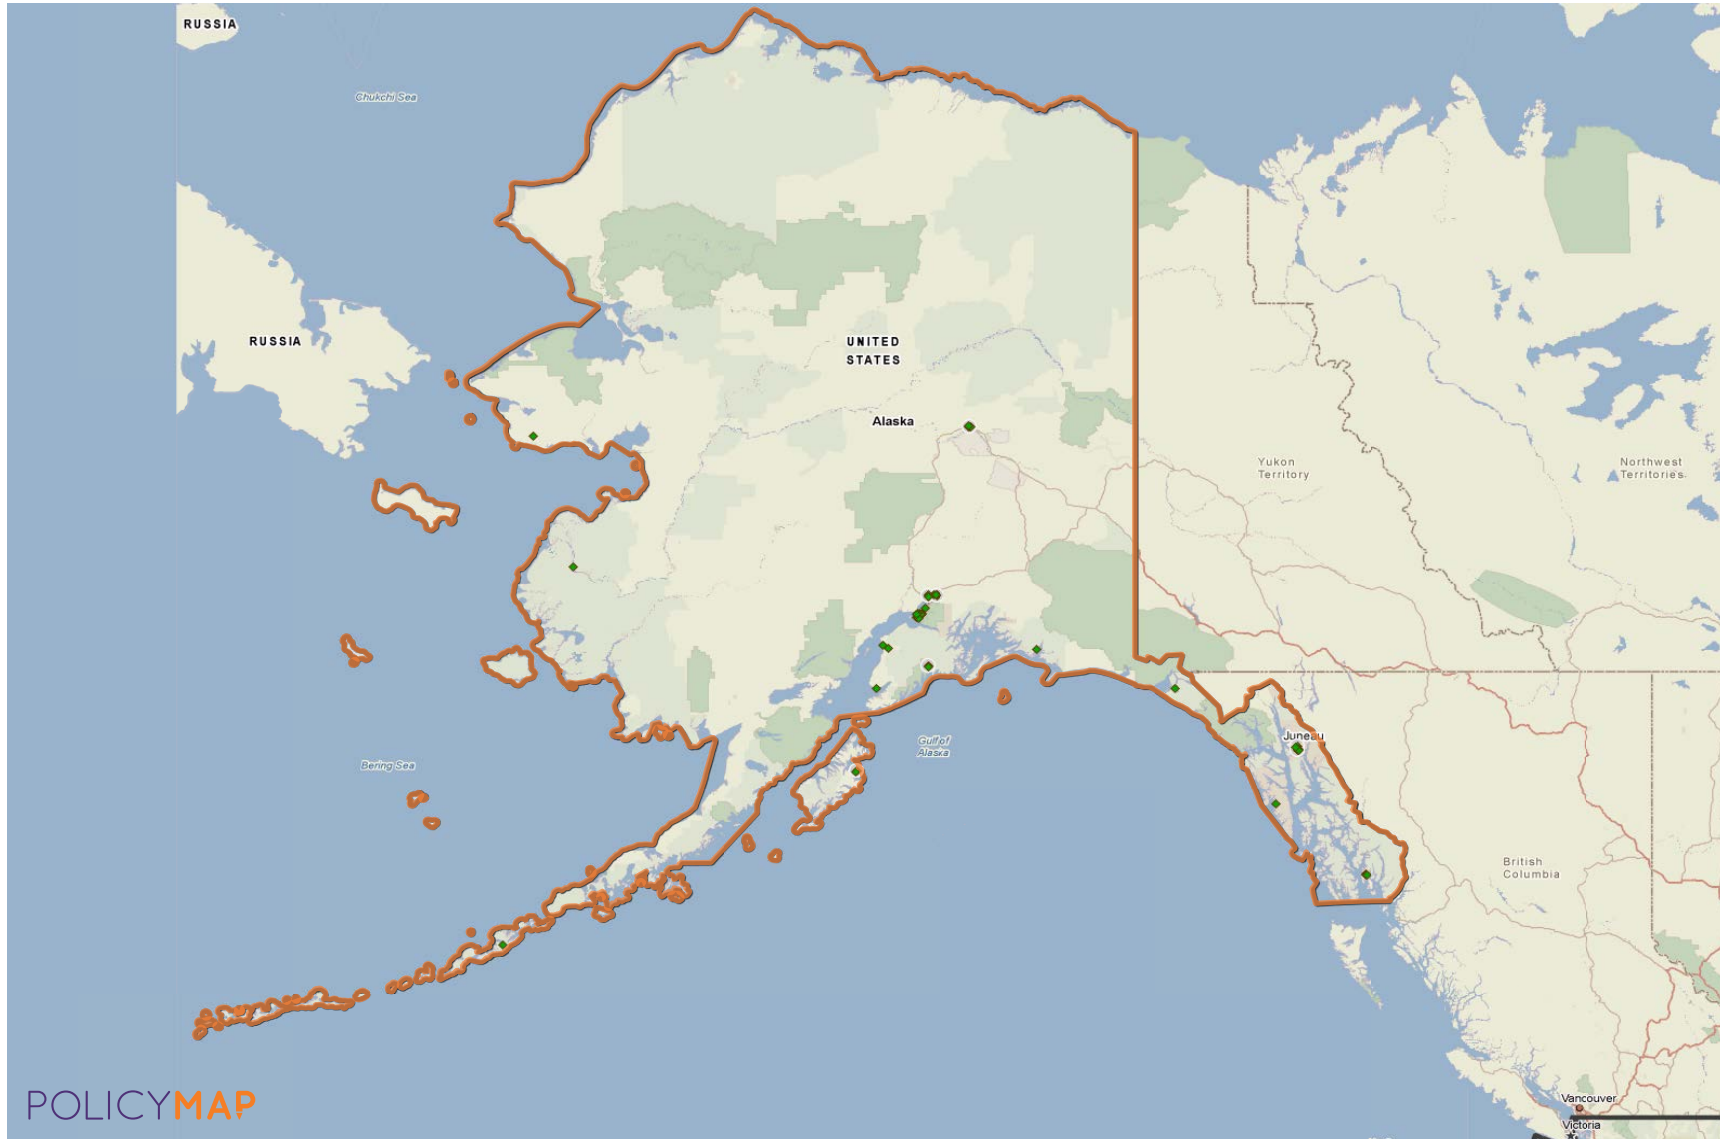 RUSSIA
Chukchi Sea
RUSSIA
UNITED
STATES
Alaska
Yukon
Territory
Northwest
Territories
Juneau
Gulf of
Alaska
Bering Sea
British
Columbia
POLICYMAP
Vancouver
Victoria